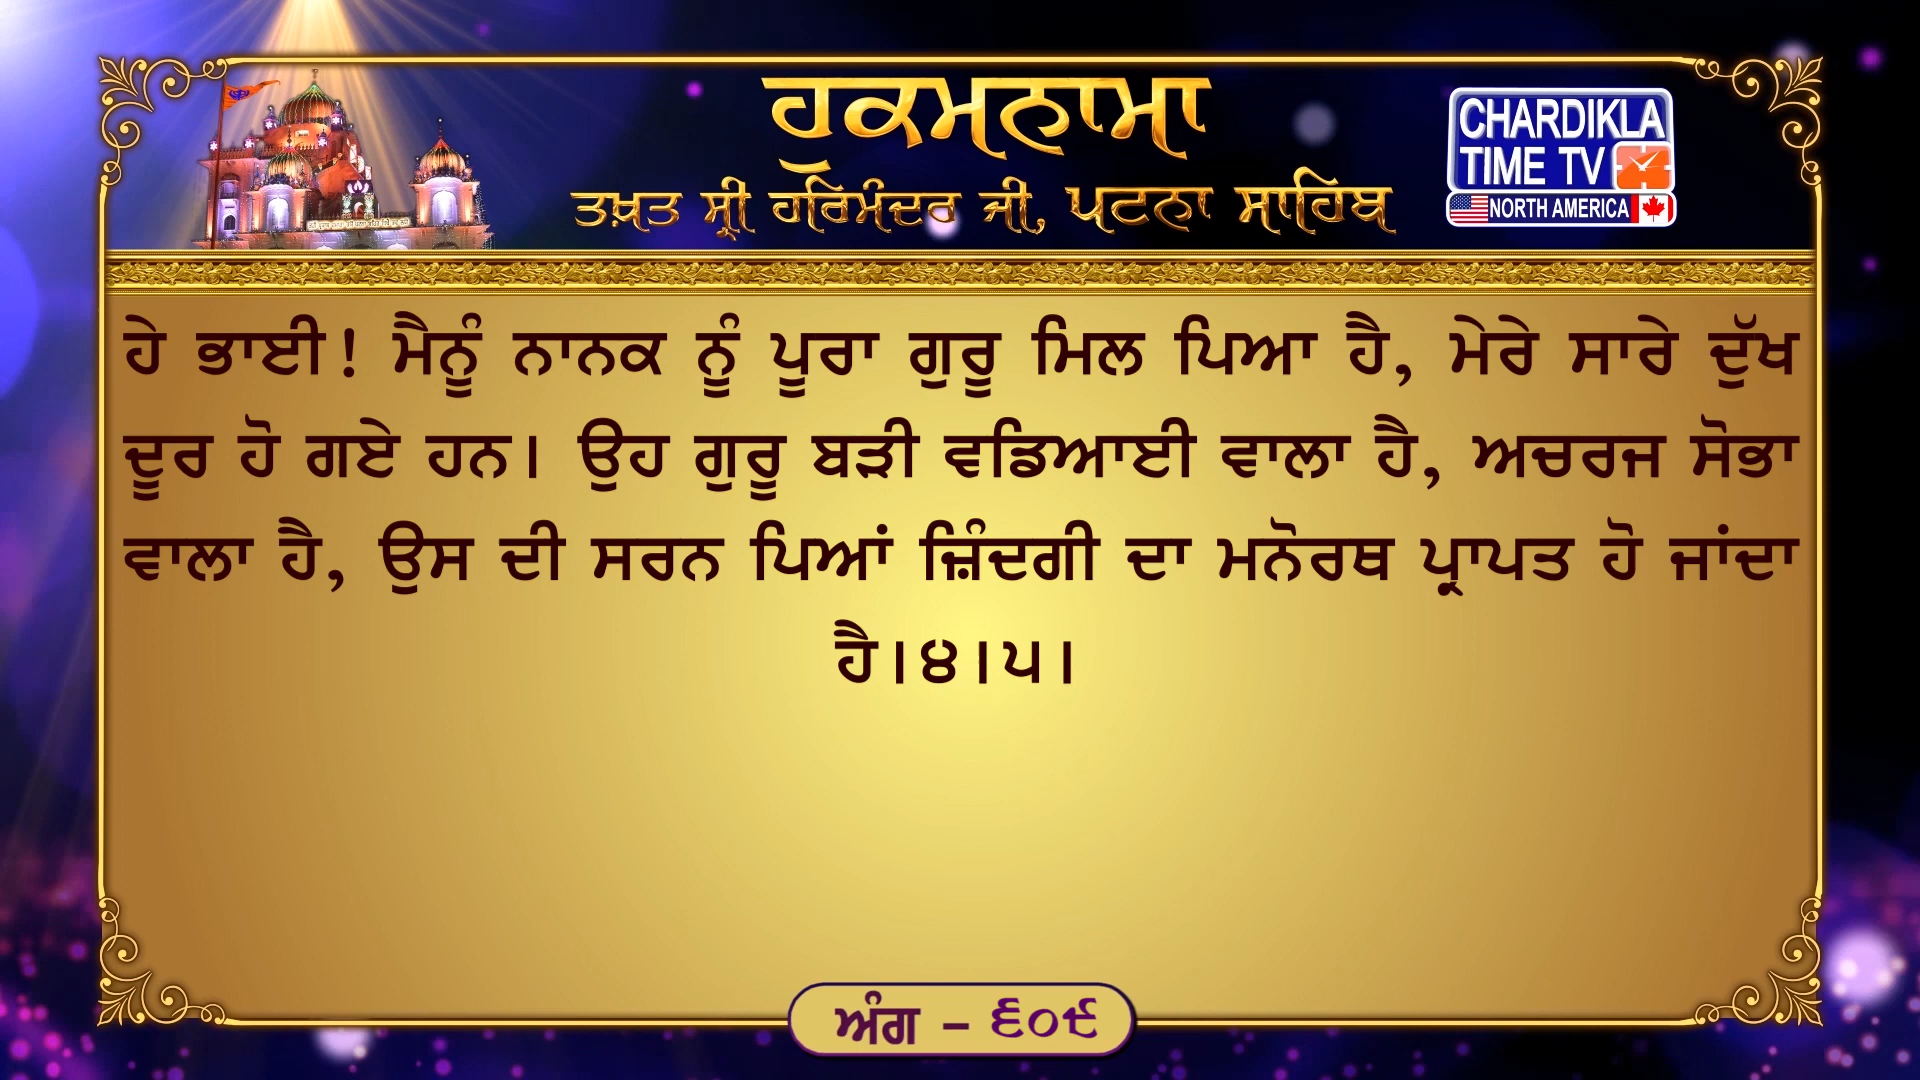 ਹੁਕਮਨਾਮਾ
ਤਖ਼ਤ ਸ੍ਰੀ ਹਰਿਮੰਦਰ ਜੀ, ਪਟਨਾ ਸਾਹਿਬ
CHARDIKLA
TIME TV
NORTH AMERICA
ਹੇ ਭਾਈ! ਮੈਨੂੰ ਨਾਨਕ ਨੂੰ ਪੂਰਾ ਗੁਰੂ ਮਿਲ ਪਿਆ ਹੈ, ਮੇਰੇ ਸਾਰੇ ਦੁੱਖ
ਦੂਰ ਹੋ ਗਏ ਹਨ। ਉਹ ਗੁਰੂ ਬੜੀ ਵਡਿਆਈ ਵਾਲਾ ਹੈ, ਅਚਰਜ ਸੋਭਾ
ਵਾਲਾ ਹੈ, ਉਸ ਦੀ ਸਰਨ ਪਿਆਂ ਜ਼ਿੰਦਗੀ ਦਾ ਮਨੋਰਥ ਪ੍ਰਾਪਤ ਹੋ ਜਾਂਦਾ
ਹੈ।੪।੫।
ਅੰਗ – ੬੦੯